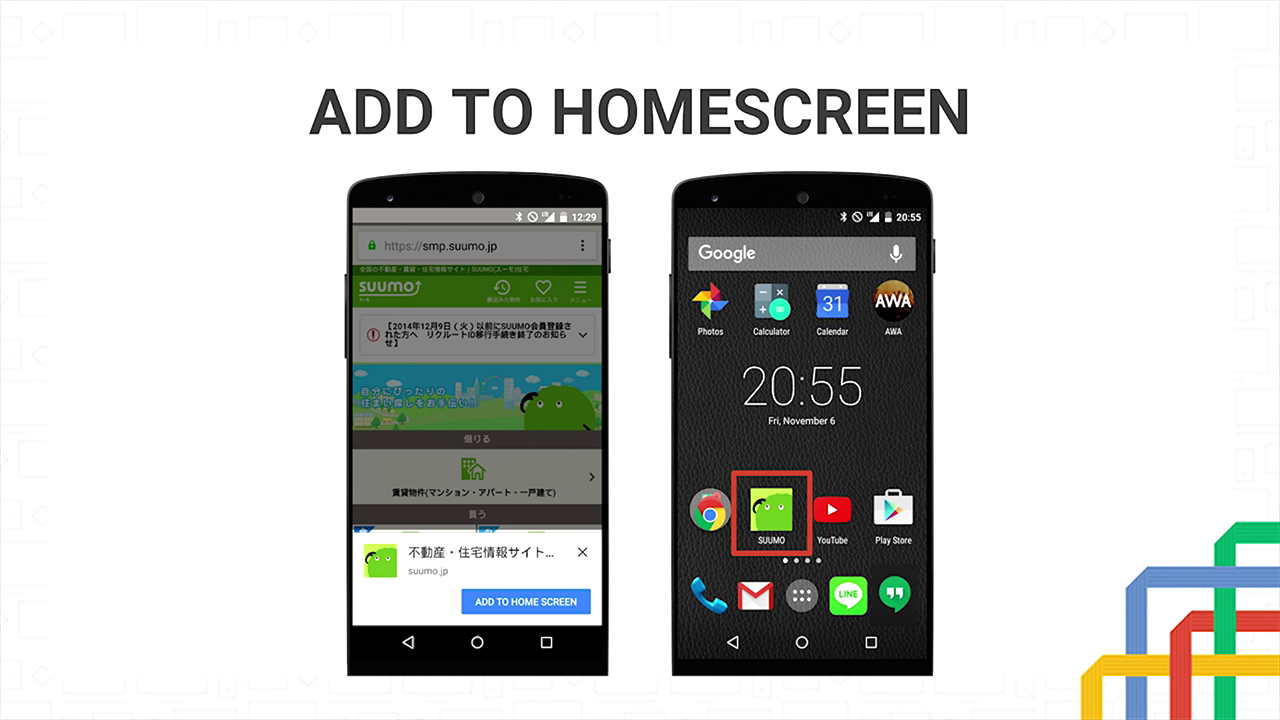 ADD TO HOMESCREEN
12:29
https://smp.suumo.jp
全国の不動産・賃貸・住宅情報サイト | SUUMO(スーモ)住宅
SUUMO
スーモ
最近みた物件
お気に入り
メニュー
【2014年12月9日(火)以前にSUUMO会員登録さ
れた方へ リクルートID移行手続き終了のお知ら
せ】
自分にぴったりの
住まい探しをお手伝い!
借りる
賃貸物件(マンション・アパート・一戸建て)
買う
不動産・住宅情報サイト...
suumo.jp
ADD TO HOME SCREEN
LTE 20:55
Google
31
AWA
Photos
Calculator
Calendar
AWA
20:55
Fri, November 6
SUUMO
YouTube
Play Store
LINE